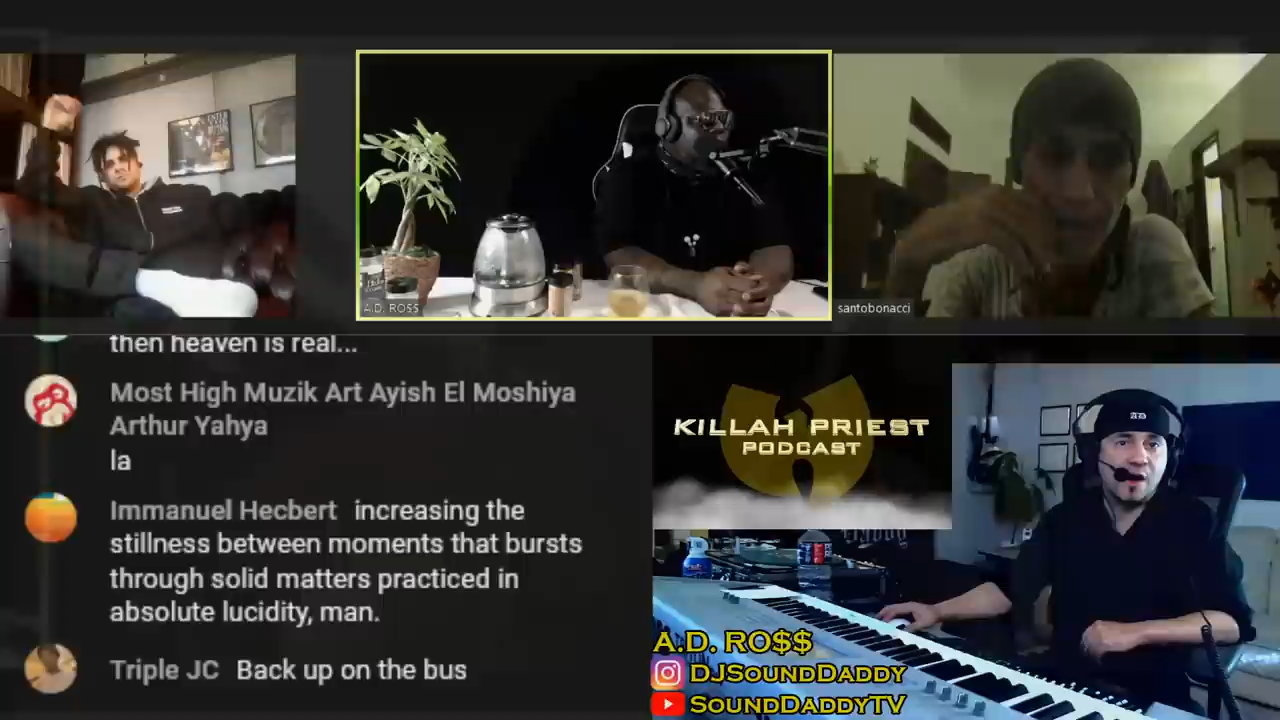 A.D. ROSS
santobonacci
then heaven is real...
Most High Muzik Art Ayish El Moshiya
Arthur Yahya
la
Immanuel Hecbert increasing the
stillness between moments that bursts
through solid matters practiced in
absolute lucidity, man.
Triple JC Back up on the bus
KILLAH PRIEST
PODCAST
A.D. RO$$
DJSOUNDDADDY
SOUNDDADDYTV